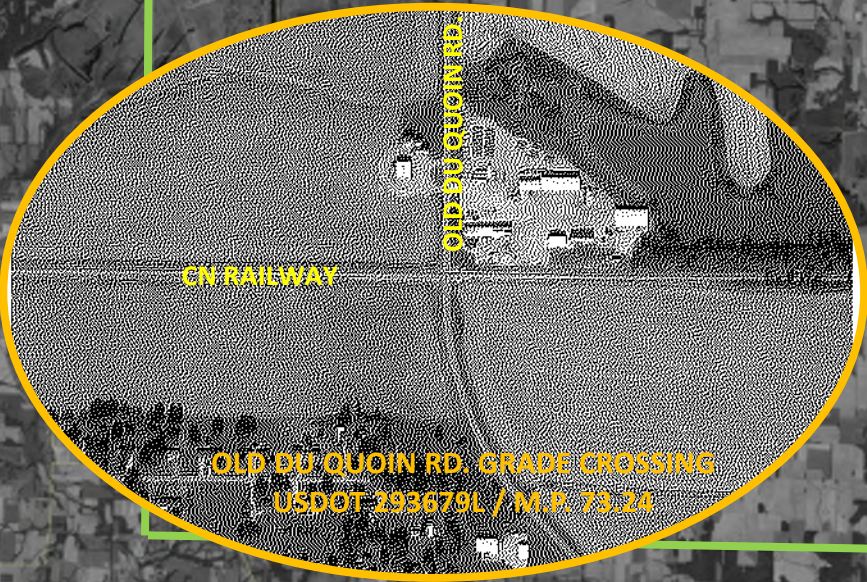 OLD DU QUOIN RD.
CN RAILWAY
OLD DU QUOIN RD. GRADE CROSSING
USDOT 293679L / M.P. 73.24